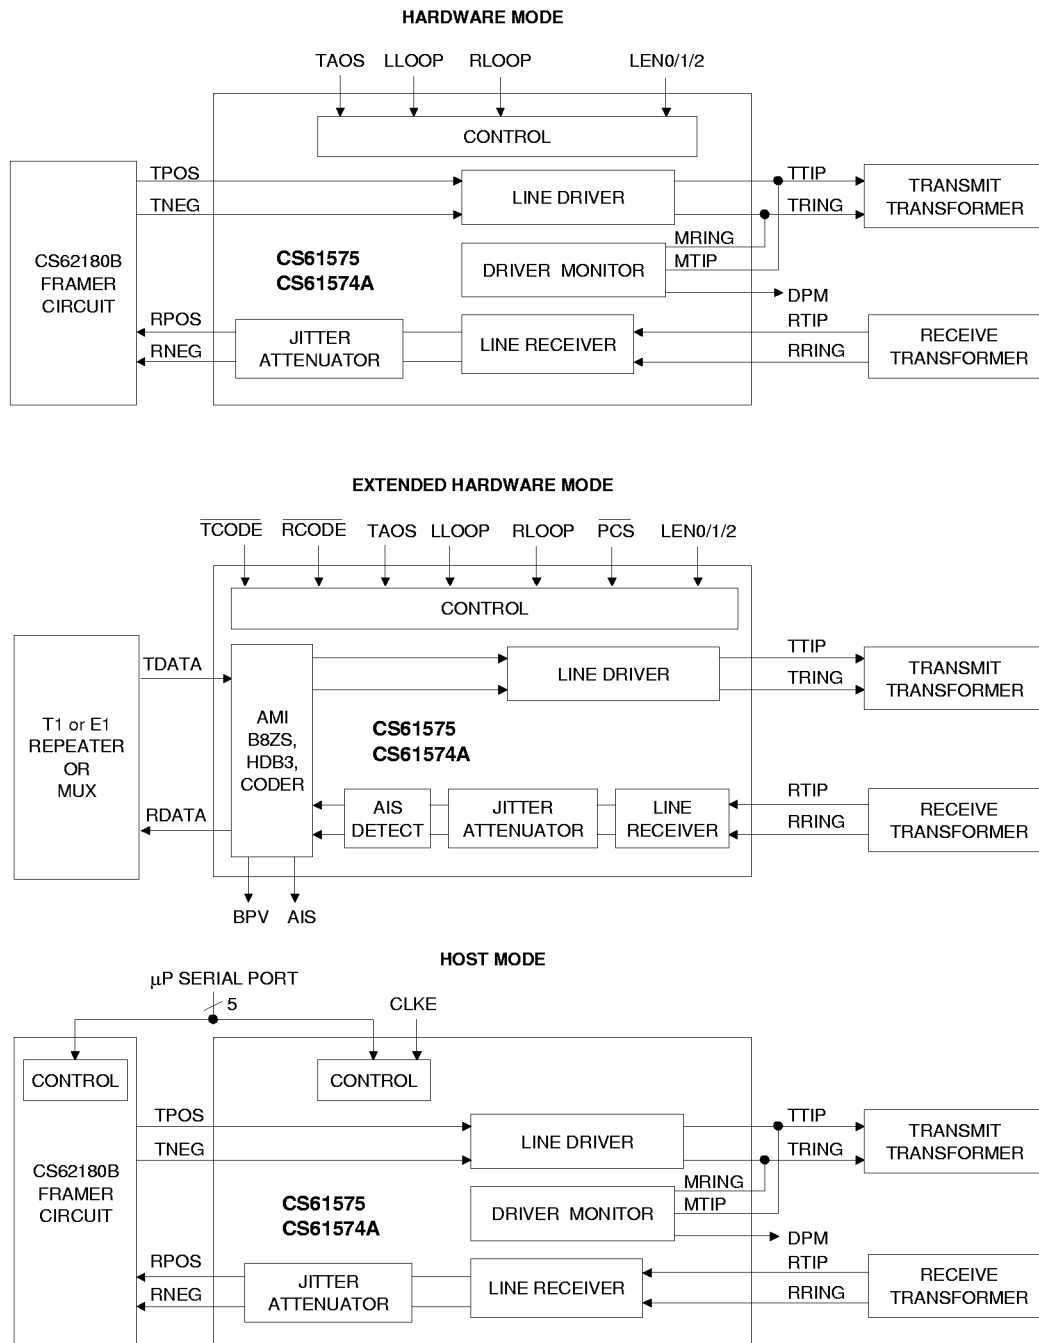 HARDWARE MODE
TAOS LLOOP RLOOP LEN0/1/2
CONTROL
TPOS
TNEG
LINE DRIVER
TTIP
TRING
TRANSMIT
TRANSFORMER
CS62180B
FRAMER
CIRCUIT
CS61575
CS61574A
DRIVER MONITOR
MRING
MTIP
DPM
RPOS
RNEG
JITTER
ATTENUATOR
LINE RECEIVER
RTIP
RRING
RECEIVE
TRANSFORMER
EXTENDED HARDWARE MODE
TCODE RCODE TAOS LLOOP RLOOP PCS LEN0/1/2
CONTROL
TDATA
LINE DRIVER
TTIP
TRING
TRANSMIT
TRANSFORMER
T1 or E1
REPEATER
OR
MUX
AMI
B8ZS,
HDB3,
CODER
CS61575
CS61574A
RDATA
AIS
DETECT
JITTER
ATTENUATOR
LINE
RECEIVER
RTIP
RRING
RECEIVE
TRANSFORMER
BPV AIS
HOST MODE
µP SERIAL PORT
5
CLKE
CONTROL
CONTROL
TPOS
TNEG
LINE DRIVER
TTIP
TRING
TRANSMIT
TRANSFORMER
CS62180B
FRAMER
CIRCUIT
CS61575
CS61574A
DRIVER MONITOR
MRING
MTIP
DPM
RPOS
RNEG
JITTER
ATTENUATOR
LINE RECEIVER
RTIP
RRING
RECEIVE
TRANSFORMER